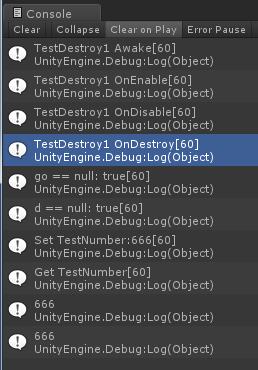 Console
Clear Collapse Clear on Play Error Pause
TestDestroy1 Awake[60]
UnityEngine.Debug:Log(Object)
TestDestroy1 OnEnable[60]
UnityEngine.Debug:Log(Object)
TestDestroy1 OnDisable[60]
UnityEngine.Debug:Log(Object)
TestDestroy1 OnDestroy[60]
UnityEngine.Debug:Log(Object)
go == null: true[60]
UnityEngine.Debug:Log(Object)
d == null: true[60]
UnityEngine.Debug:Log(Object)
Set TestNumber:666[60]
UnityEngine.Debug:Log(Object)
Get TestNumber[60]
UnityEngine.Debug:Log(Object)
666
UnityEngine.Debug:Log(Object)
666
UnityEngine.Debug:Log(Object)